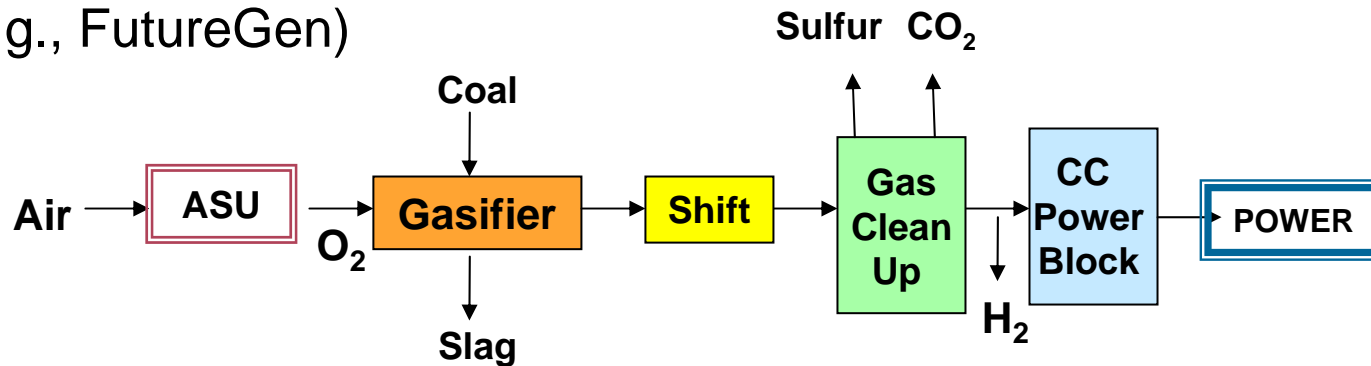 g., FutureGen)
Sulfur CO₂
Coal
Air
ASU
O₂
Gasifier
Slag
Shift
Gas
Clean
Up
H₂
CC
Power
Block
POWER